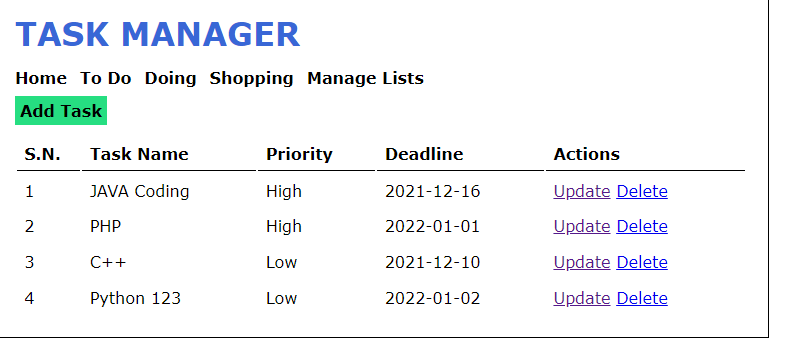 TASK MANAGER
Home To Do Doing Shopping Manage Lists
Add Task
S.N. Task Name Priority Deadline Actions
1 JAVA Coding High 2021-12-16 Update Delete
2 PHP High 2022-01-01 Update Delete
3 C++ Low 2021-12-10 Update Delete
4 Python 123 Low 2022-01-02 Update Delete